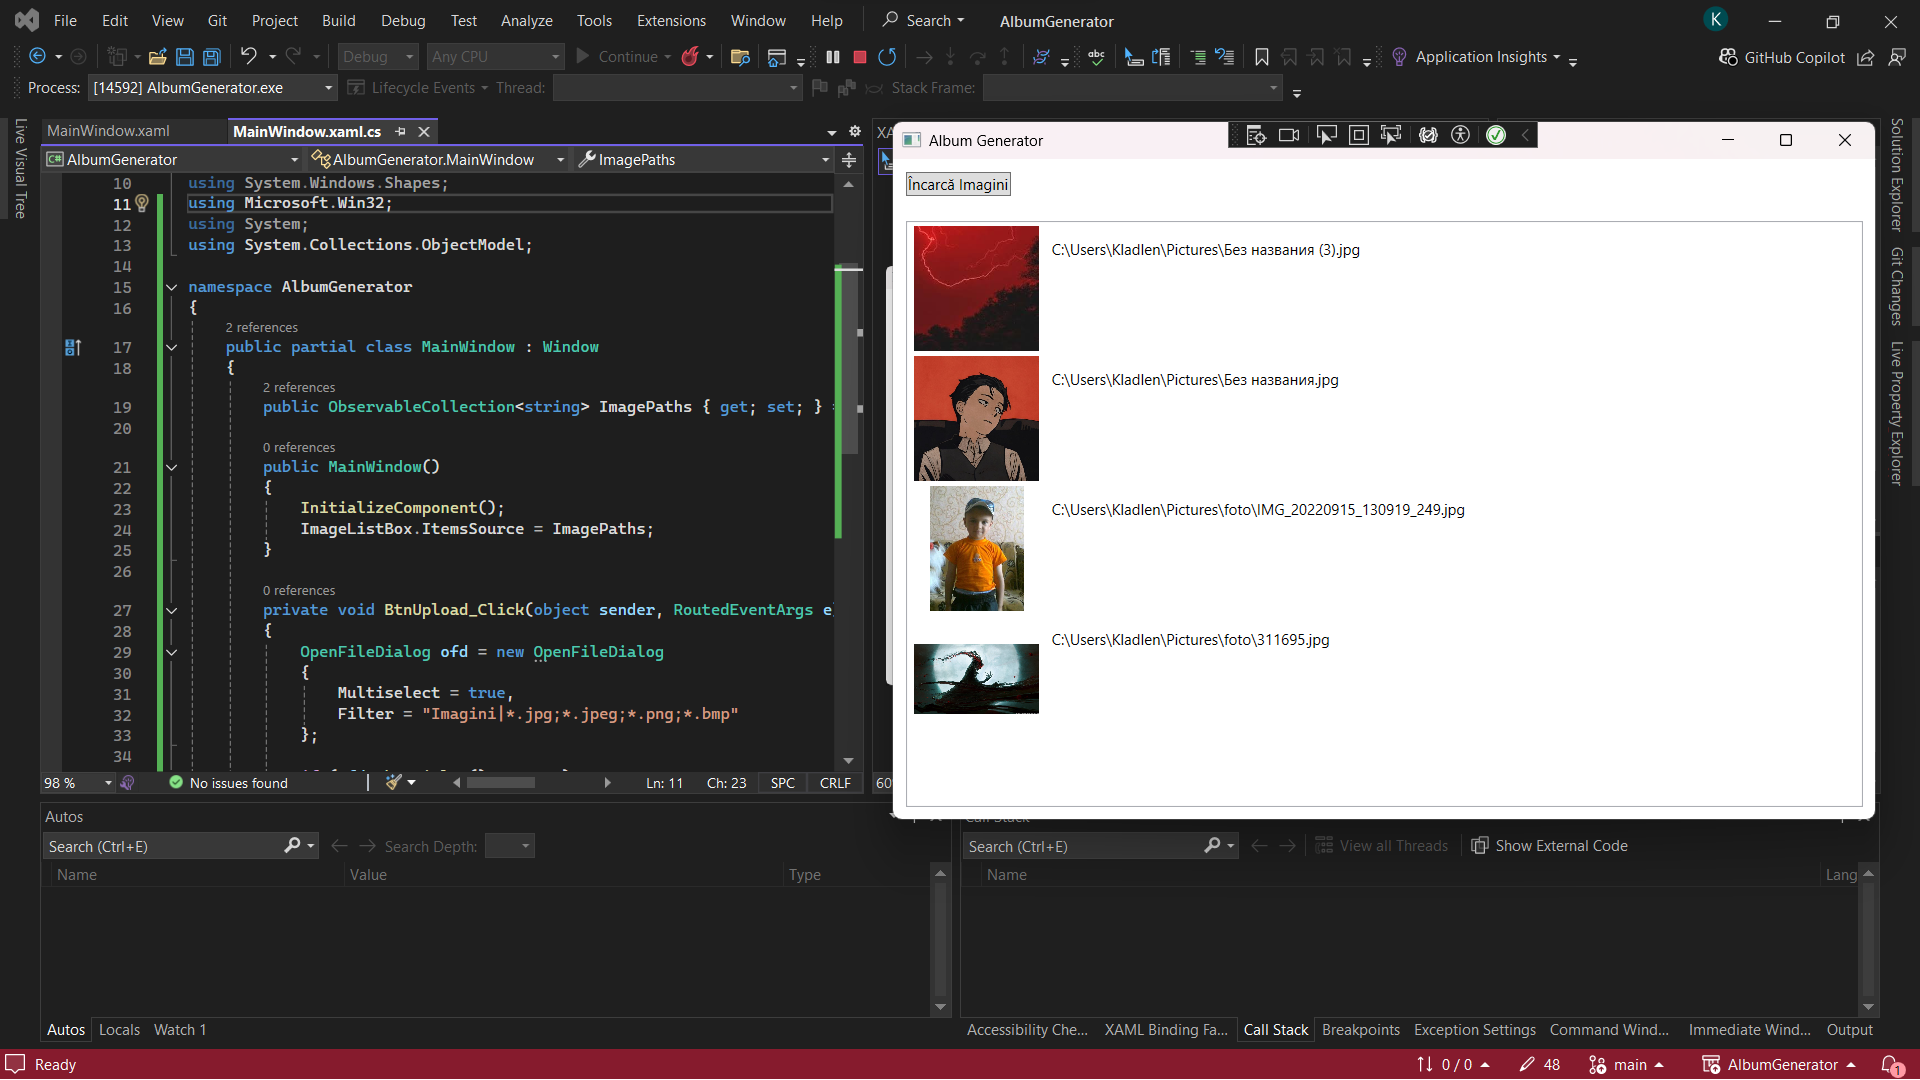 File Edit View Git Project Build Debug Test Analyze Tools Extensions Window Help Search AlbumGenerator K
Debug Any CPU Continue Application Insights GitHub Copilot
Process: [14592] AlbumGenerator.exe Lifecycle Events Thread: Stack Frame:
Live Visual Tree
MainWindow.xaml MainWindow.xaml.cs
AlbumGenerator AlbumGenerator.MainWindow ImagePaths
10 using System.Windows.Shapes;
11 using Microsoft.Win32;
12 using System;
13 using System.Collections.ObjectModel;
14
15 namespace AlbumGenerator
16 {
2 references
17 public partial class MainWindow : Window
18 {
2 references
19 public ObservableCollection<string> ImagePaths { get; set; } =
20
0 references
21 public MainWindow()
22 {
23 InitializeComponent();
24 ImageListBox.ItemsSource = ImagePaths;
25 }
26
0 references
27 private void BtnUpload_Click(object sender, RoutedEventArgs e)
28 {
29 OpenFileDialog ofd = new OpenFileDialog
30 {
31 Multiselect = true,
32 Filter = "Imagini|*.jpg;*.jpeg;*.png;*.bmp"
33 };
34
98 % No issues found Ln: 11 Ch: 23 SPC CRLF
XA
60
Album Generator
Încarcă Imagini
C:\Users\Kladlen\Pictures\Без названия (3).jpg
C:\Users\Kladlen\Pictures\Без названия.jpg
C:\Users\Kladlen\Pictures\foto\IMG_20220915_130919_249.jpg
C:\Users\Kladlen\Pictures\foto\311695.jpg
Solution Explorer
Git Changes
Live Property Explorer
Autos
Search (Ctrl+E) Search Depth:
Name Value Type
Autos Locals Watch 1
Call Stack
Search (Ctrl+E) View all Threads Show External Code
Name Lang
Accessibility Che... XAML Binding Fa... Call Stack Breakpoints Exception Settings Command Wind... Immediate Wind... Output
Ready 0 / 0 48 main AlbumGenerator 1